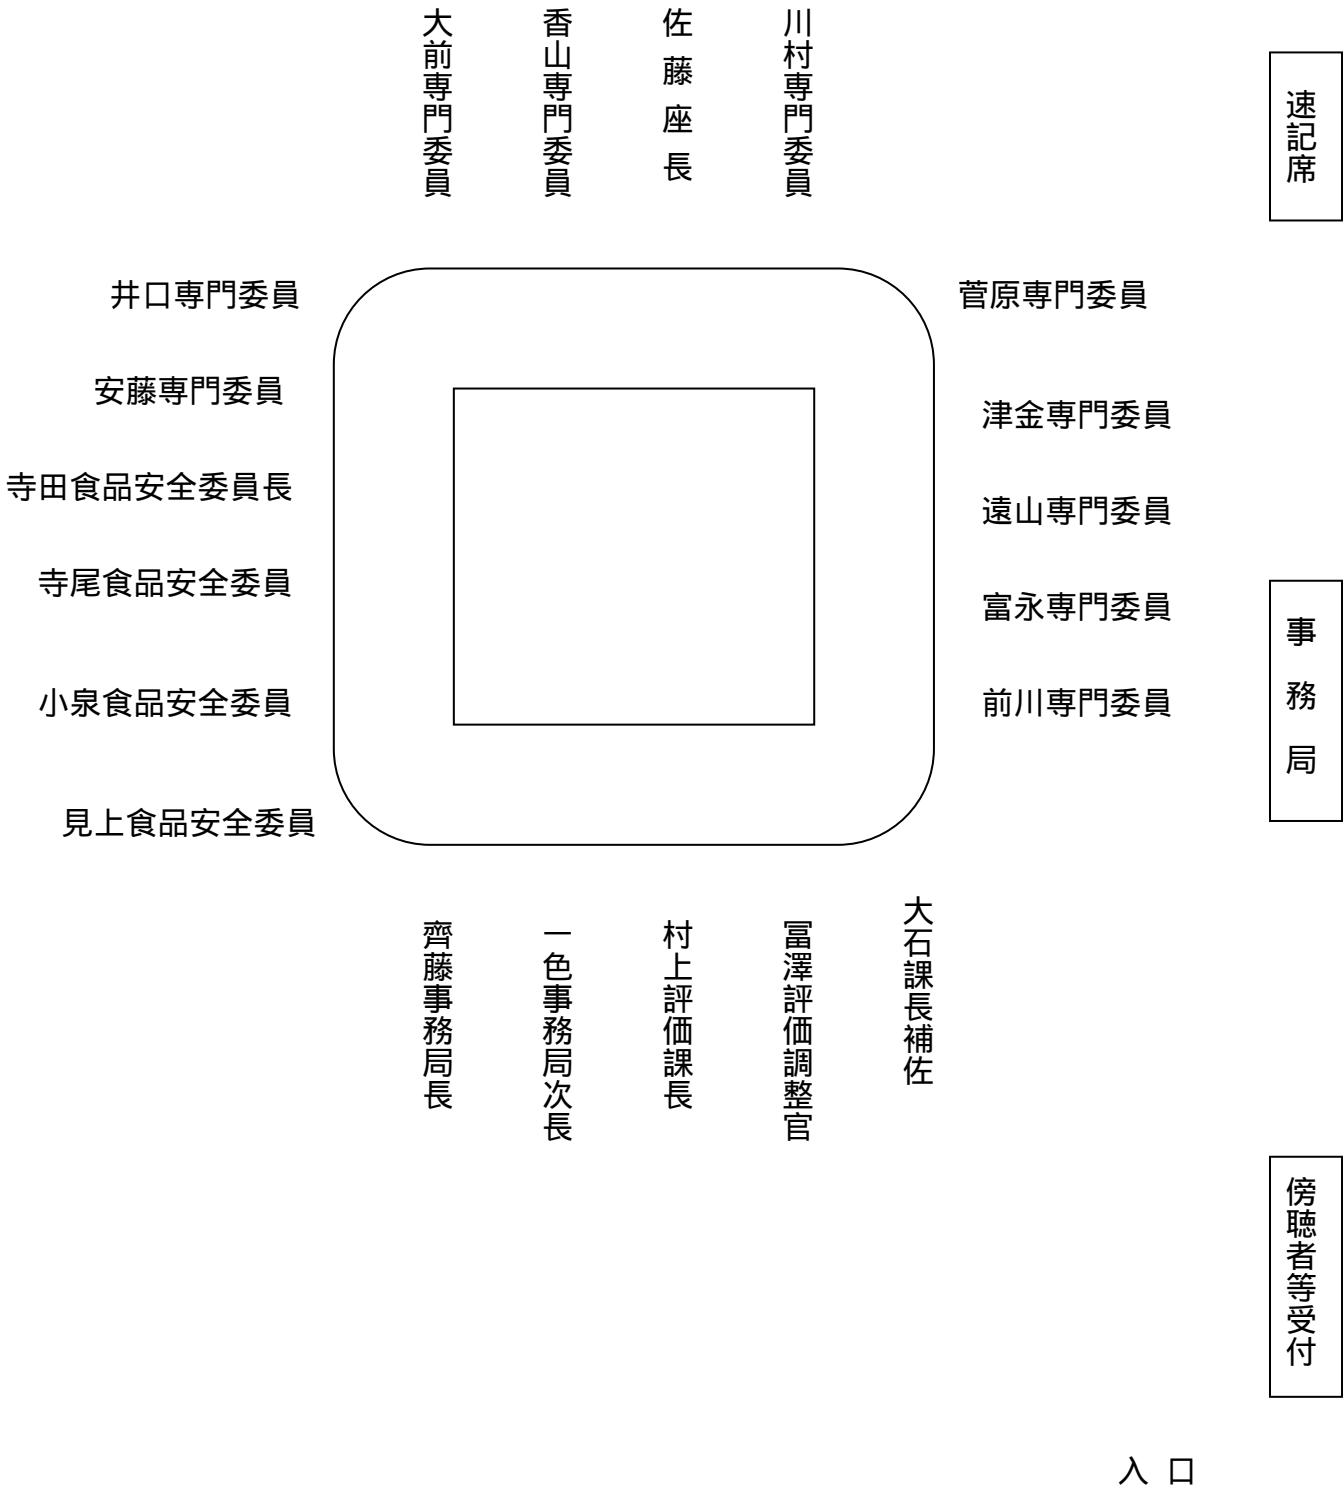 大前専門委員
香山専門委員
佐藤座長
川村専門委員
速記席
井口専門委員
菅原専門委員
安藤専門委員
津金専門委員
寺田食品安全委員長
遠山専門委員
寺尾食品安全委員
富永専門委員
事務局
小泉食品安全委員
前川専門委員
見上食品安全委員
齊藤事務局長
一色事務局次長
村上評価課長
冨澤評価調整官
大石課長補佐
傍聴者等受付
入口